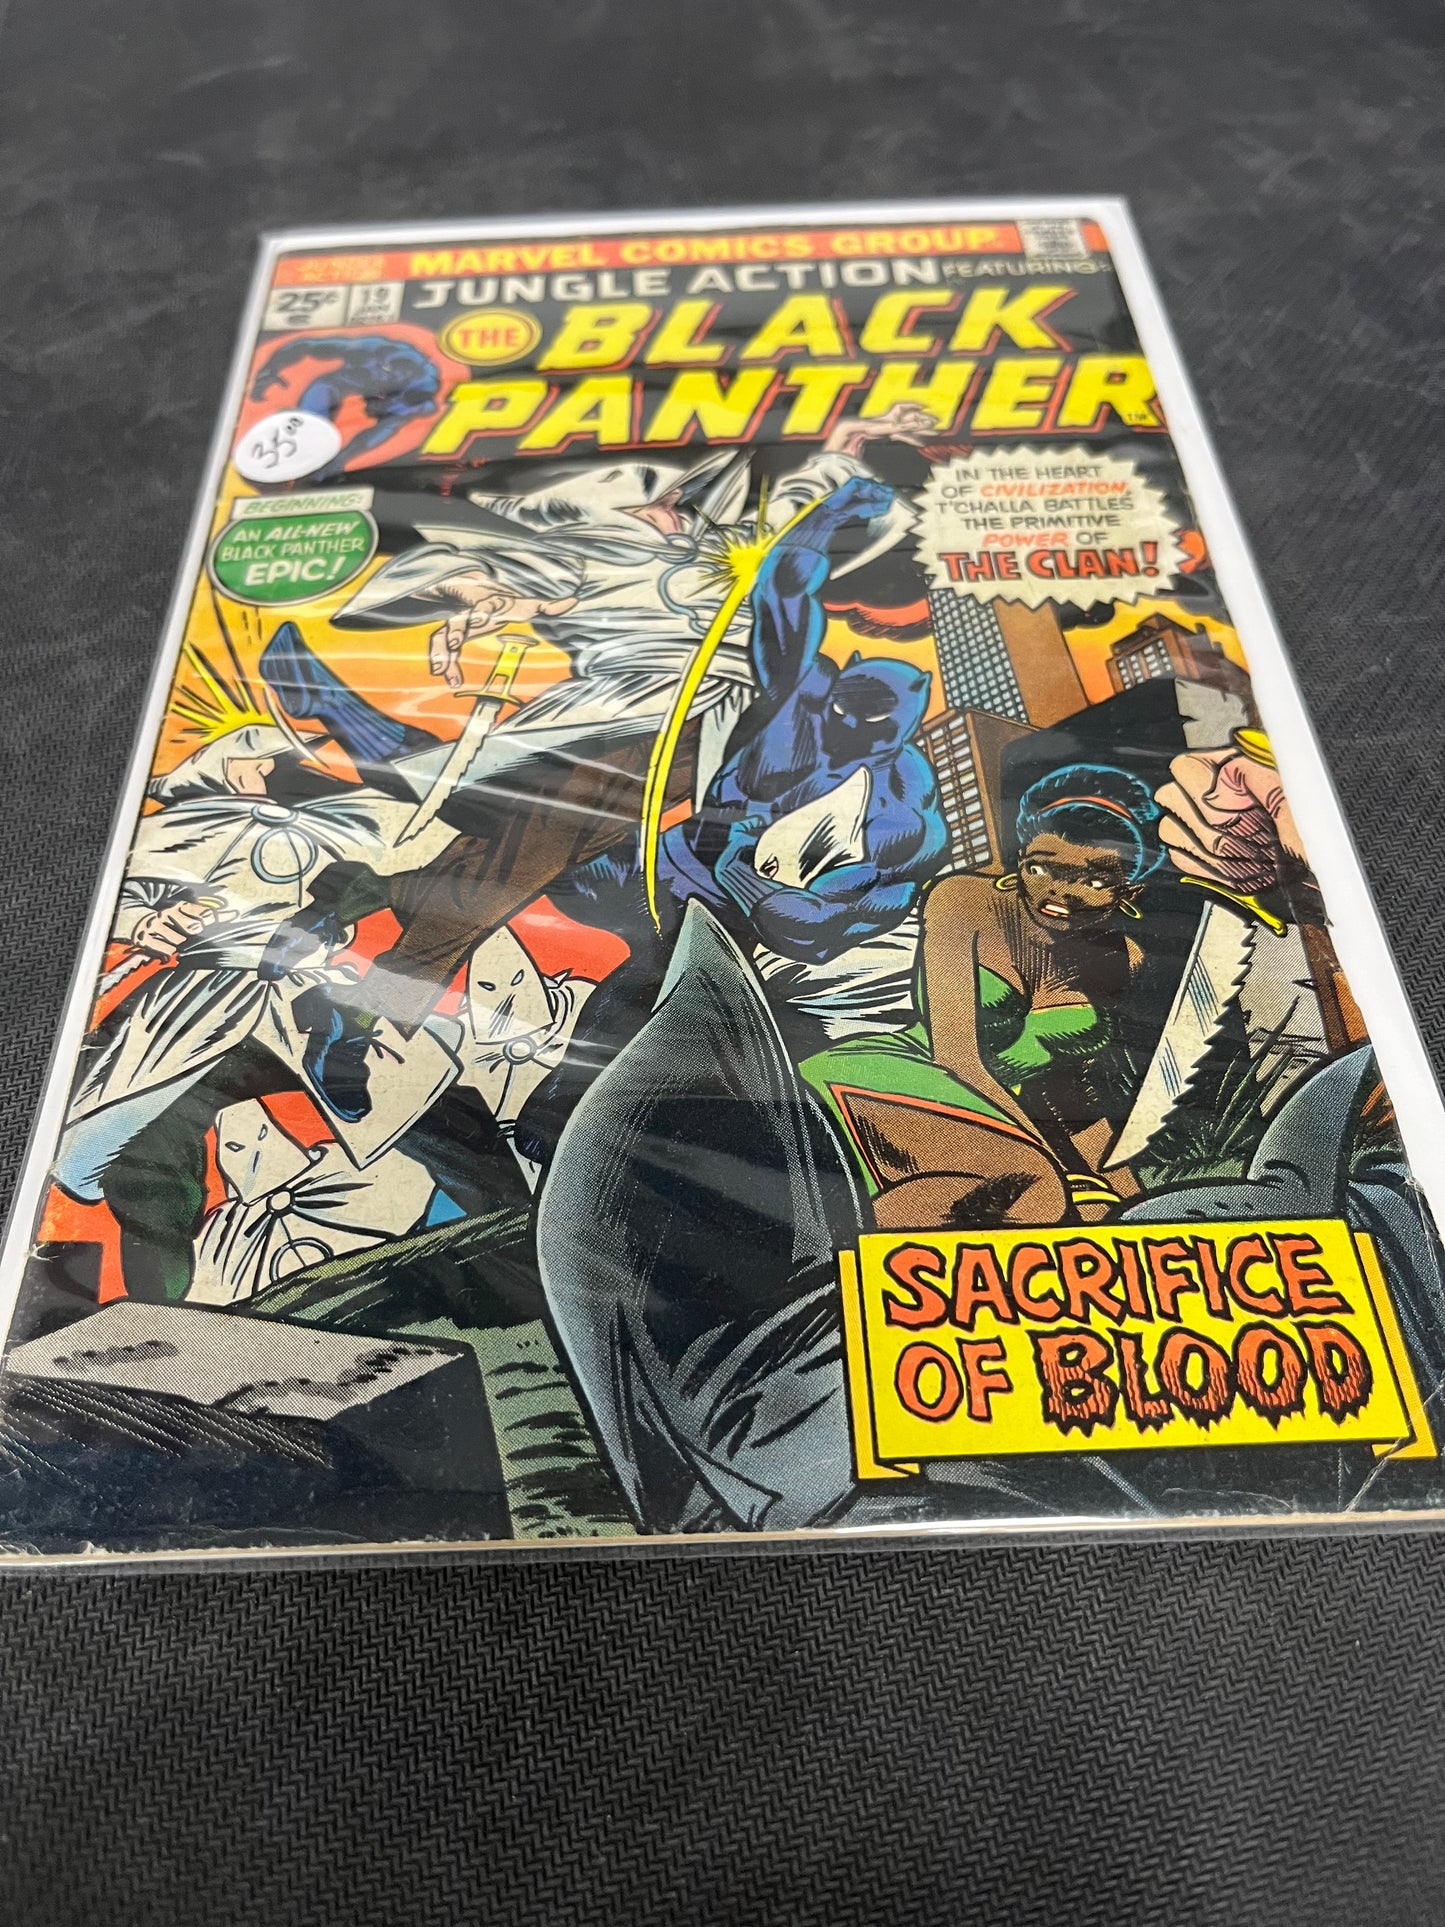 MARVEL COMICS GROUP
25¢
19
JUNGLE ACTION FEATURING:
THE BLACK
PANTHER
TM
35⁰⁰
BEGINNING:
AN ALL-NEW
BLACK PANTHER
EPIC!
IN THE HEART
OF CIVILIZATION,
T'CHALLA BATTLES
THE PRIMITIVE
POWER OF
THE CLAN!
SACRIFICE
OF BLOOD